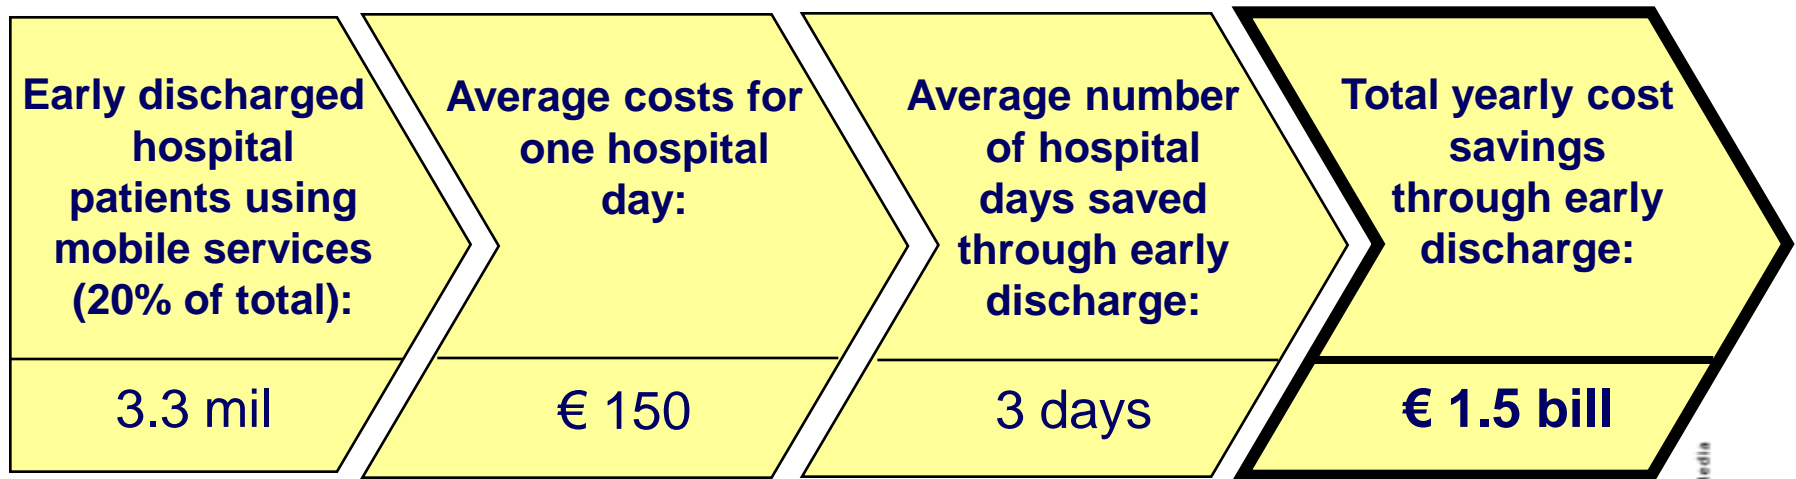 Early discharged
hospital
patients using
mobile services
(20% of total):
3.3 mil
Average costs for
one hospital
day:
€ 150
Average number
of hospital
days saved
through early
discharge:
3 days
Total yearly cost
savings
through early
discharge:
€ 1.5 bill